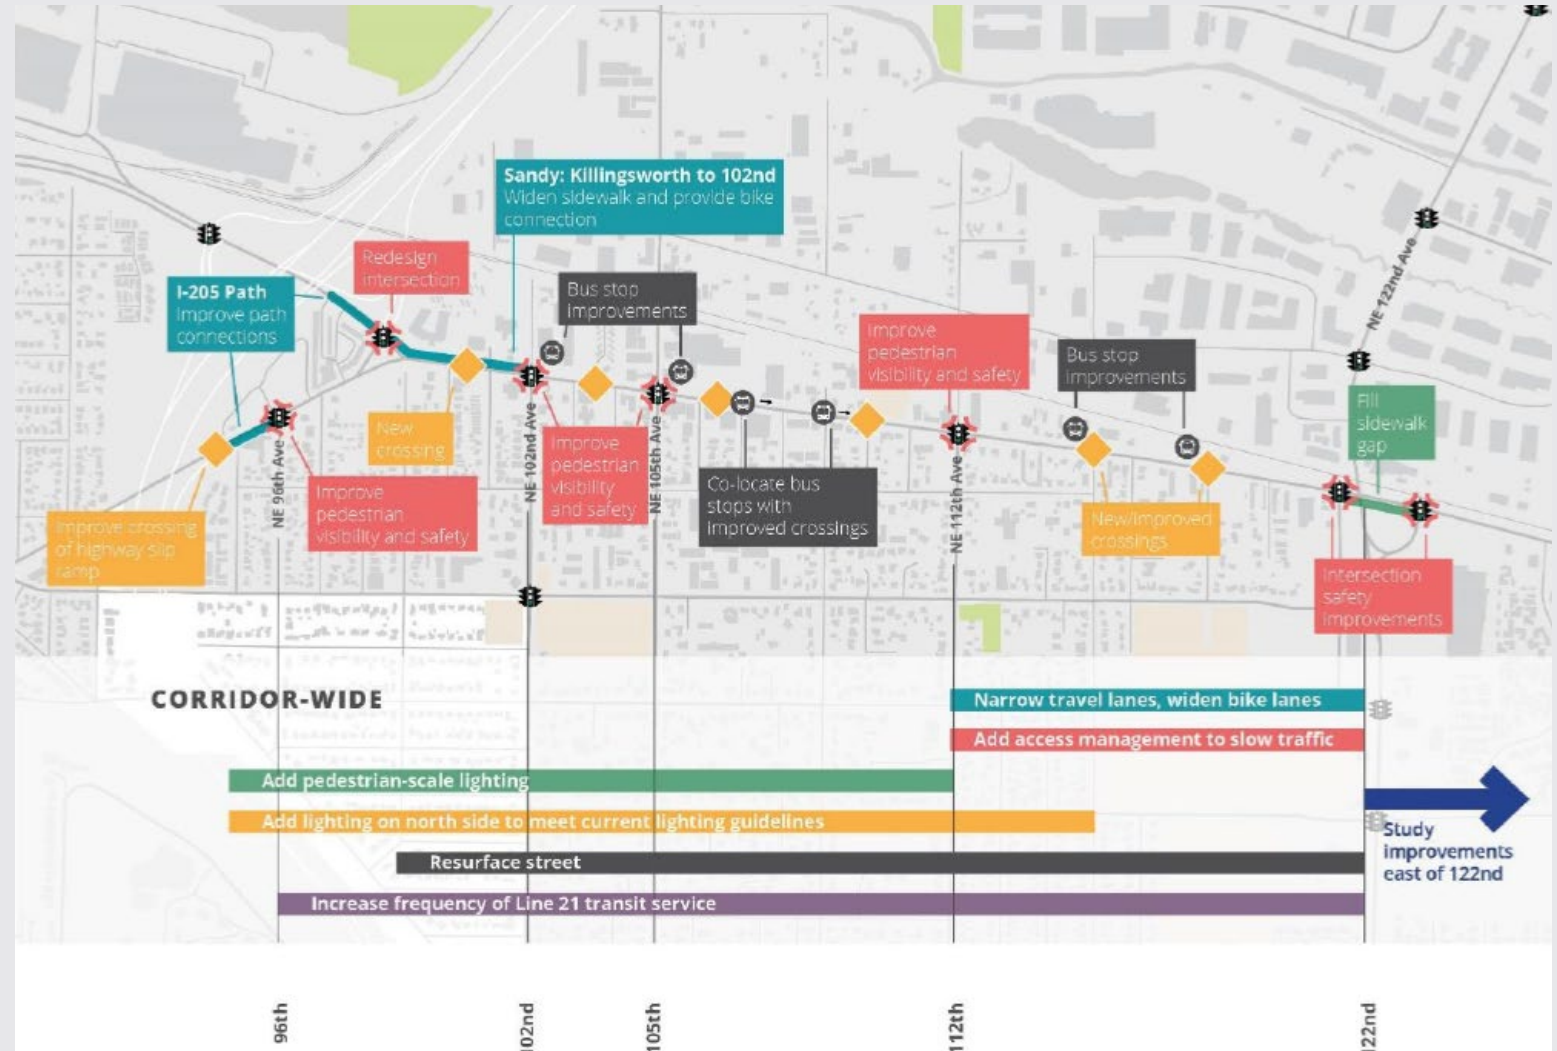 Sandy: Killingsworth to 102nd
Widen sidewalk and provide bike
connection
Redesign
intersection
I-205 Path
Improve path
connections
Bus stop
improvements
Improve
pedestrian
visibility and safety
Bus stop
improvements
NE 122nd Ave
Fill
sidewalk
gap
New
crossing
Improve
pedestrian
visibility
and safety
NE 96th Ave
NE 102nd Ave
NE 105th Ave
NE 112th Ave
Improve
pedestrian
visibility and safety
Co-locate bus
stops with
improved crossings
New/improved
crossings
Improve crossing
of highway slip
ramp
Intersection
safety
improvements
CORRIDOR-WIDE
Narrow travel lanes, widen bike lanes
Add access management to slow traffic
Add pedestrian-scale lighting
Add lighting on north side to meet current lighting guidelines
Study
improvements
east of 122nd
Resurface street
Increase frequency of Line 21 transit service
96th
102nd
105th
112th
22nd